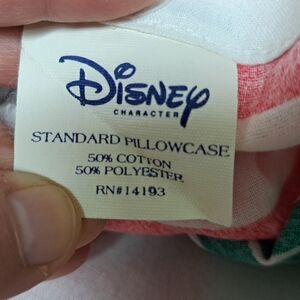 Disney
CHARACTER
STANDARD PILLOWCASE
50% COTTON
50% POLYESTER
RN#14193